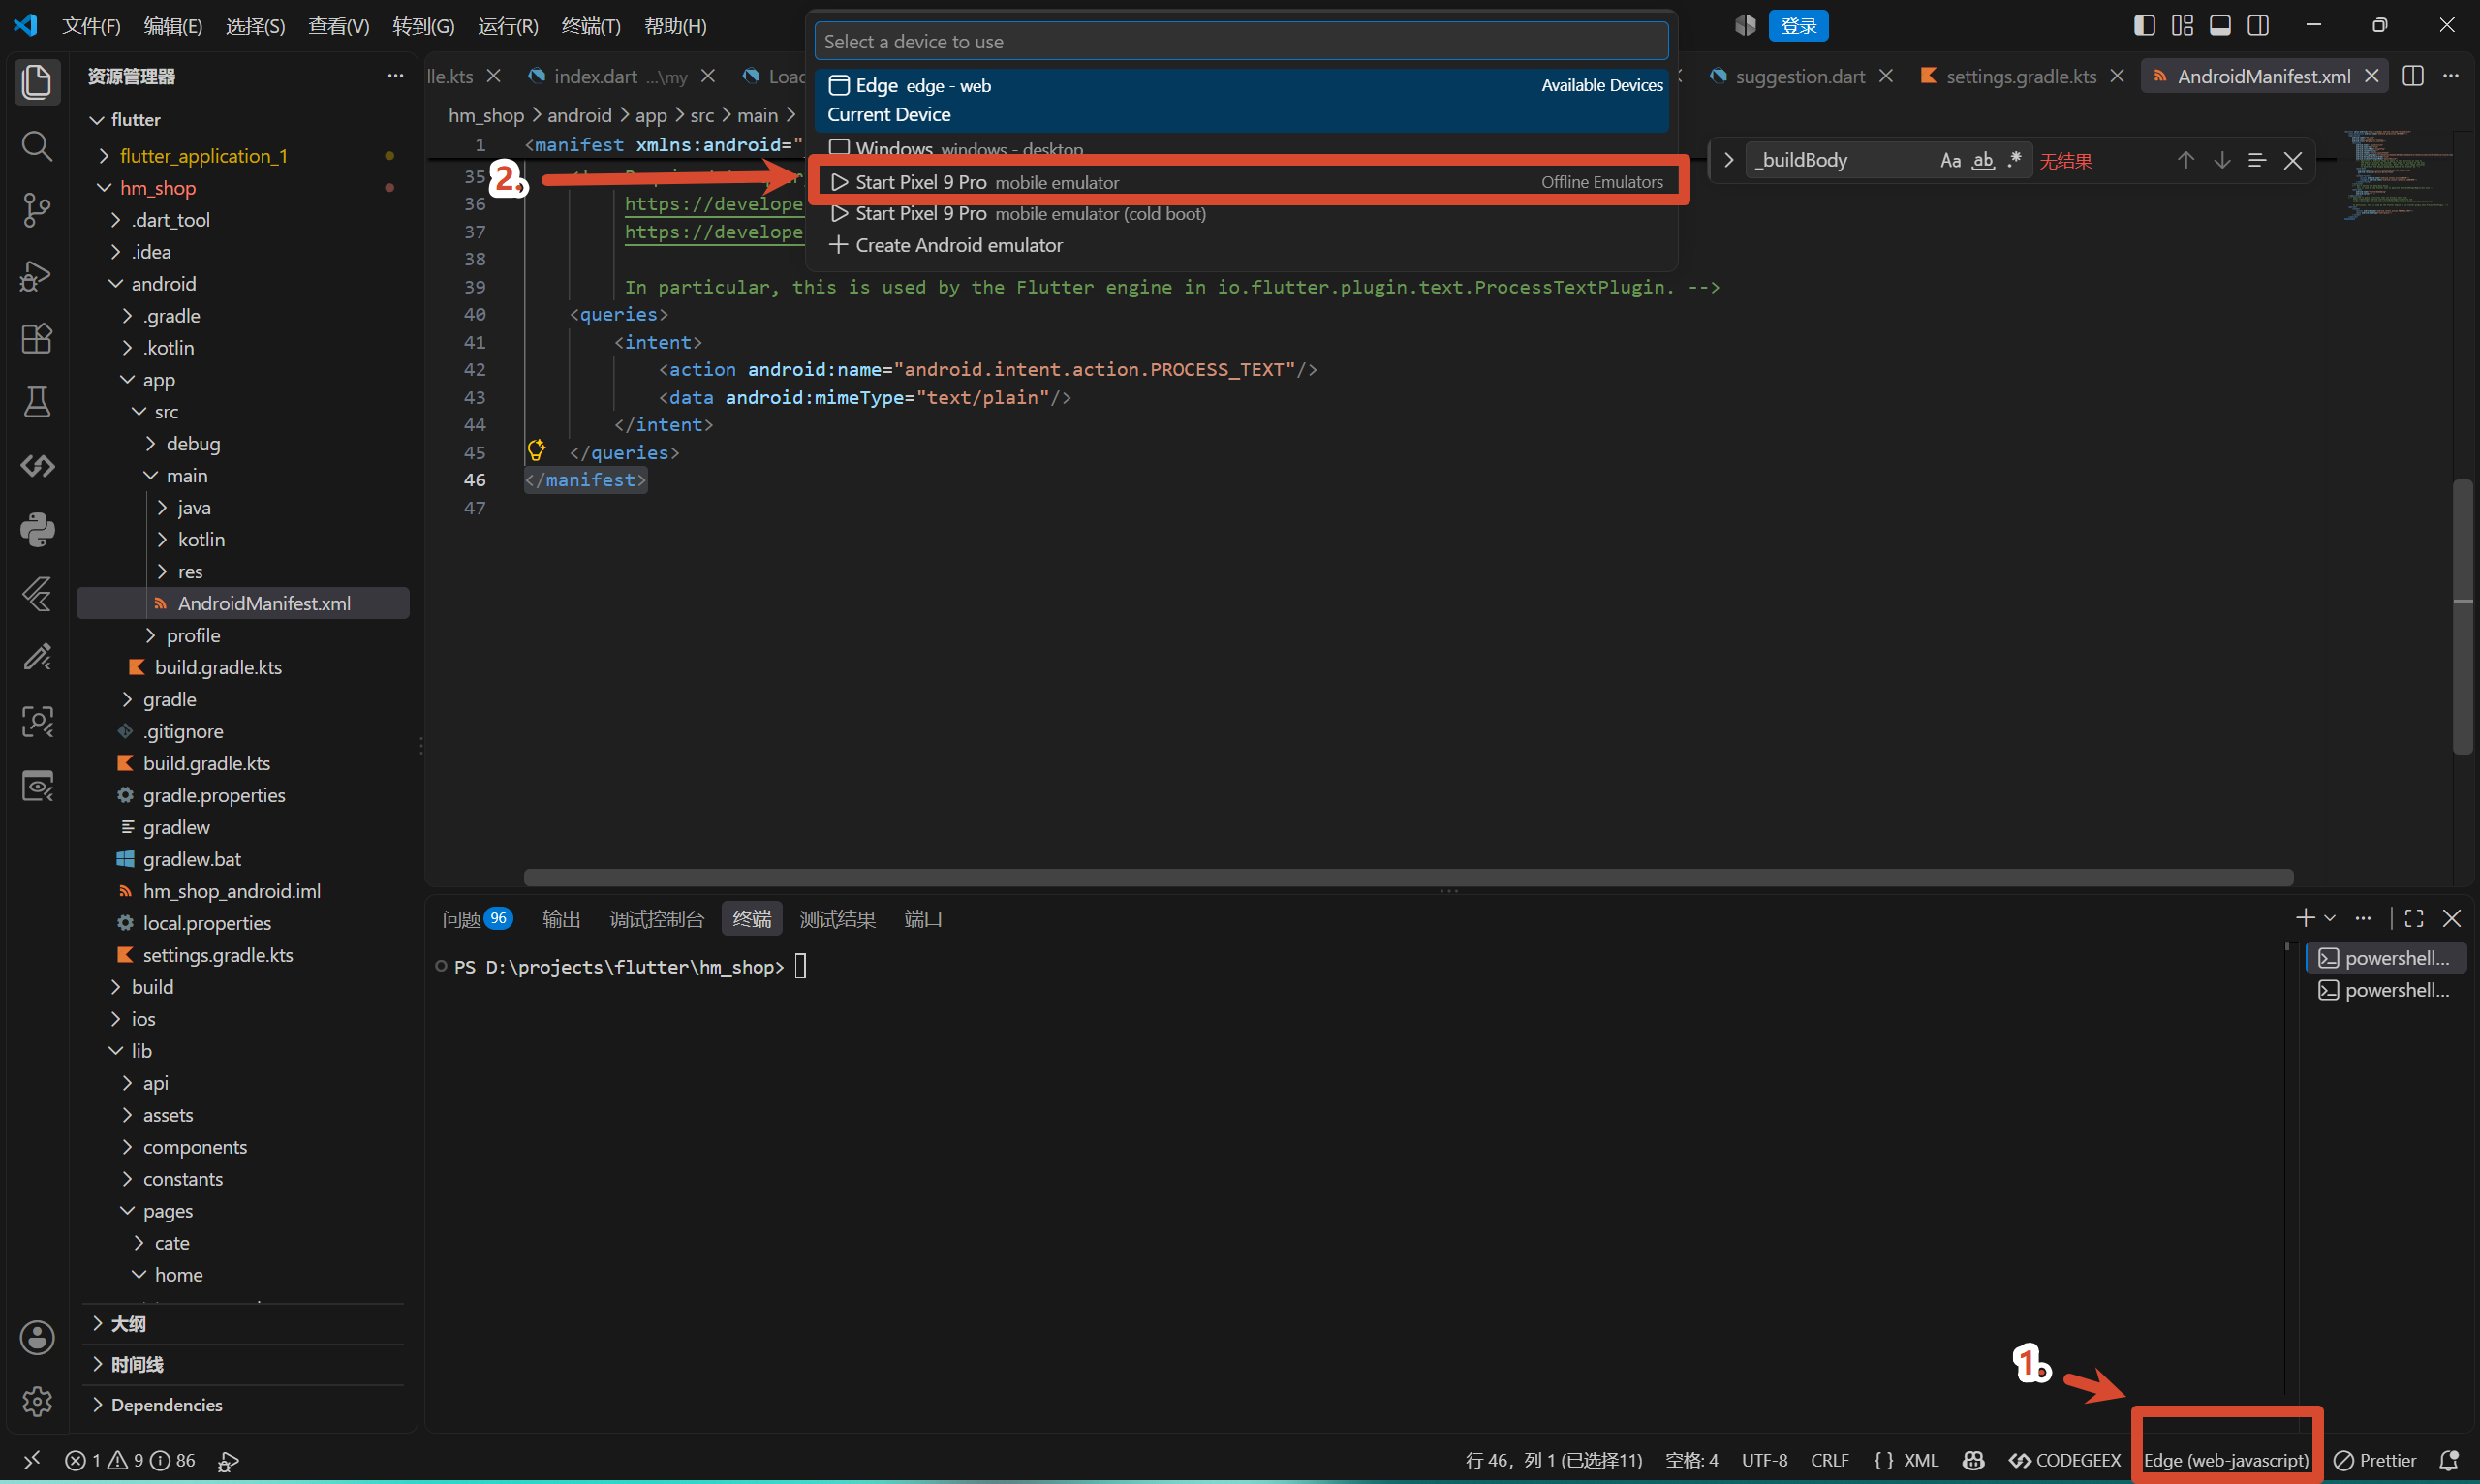 文件(F) 编辑(E) 选择(S) 查看(V) 转到(G) 运行(R) 终端(T) 帮助(H)
登录
Select a device to use
Edge edge - web Available Devices
Current Device
Windows windows - desktop
Start Pixel 9 Pro mobile emulator Offline Emulators
Start Pixel 9 Pro mobile emulator (cold boot)
Create Android emulator
2.
资源管理器
flutter
flutter_application_1
hm_shop
.dart_tool
.idea
android
.gradle
.kotlin
app
src
debug
main
java
kotlin
res
AndroidManifest.xml
profile
build.gradle.kts
gradle
.gitignore
build.gradle.kts
gradle.properties
gradlew
gradlew.bat
hm_shop_android.iml
local.properties
settings.gradle.kts
build
ios
lib
api
assets
components
constants
pages
cate
home
大纲
时间线
Dependencies
lle.kts index.dart ...\my Load suggestion.dart settings.gradle.kts AndroidManifest.xml
hm_shop > android > app > src > main >
_buildBody Aa ab .* 无结果
1 <manifest xmlns:android="
35
36 https://develope
37 https://develope
38
39 In particular, this is used by the Flutter engine in io.flutter.plugin.text.ProcessTextPlugin. -->
40 <queries>
41 <intent>
42 <action android:name="android.intent.action.PROCESS_TEXT"/>
43 <data android:mimeType="text/plain"/>
44 </intent>
45 </queries>
46 </manifest>
47
问题 96 输出 调试控制台 终端 测试结果 端口
PS D:\projects\flutter\hm_shop>
powershell...
powershell...
1.
1 9 86
行 46，列 1 (已选择11) 空格: 4 UTF-8 CRLF { } XML CODEGEEX Edge (web-javascript) Prettier